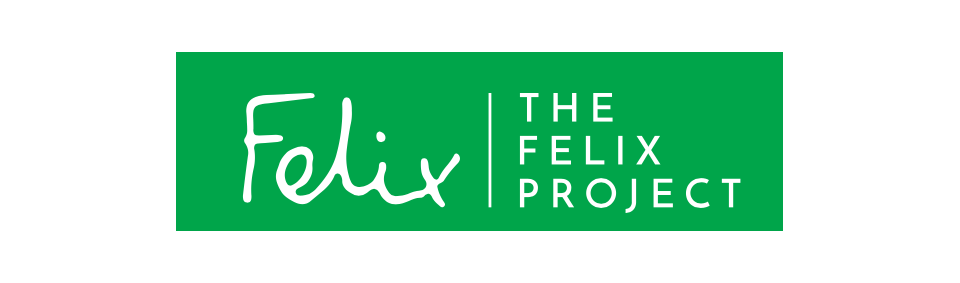 Felix
THE
FELIX
PROJECT